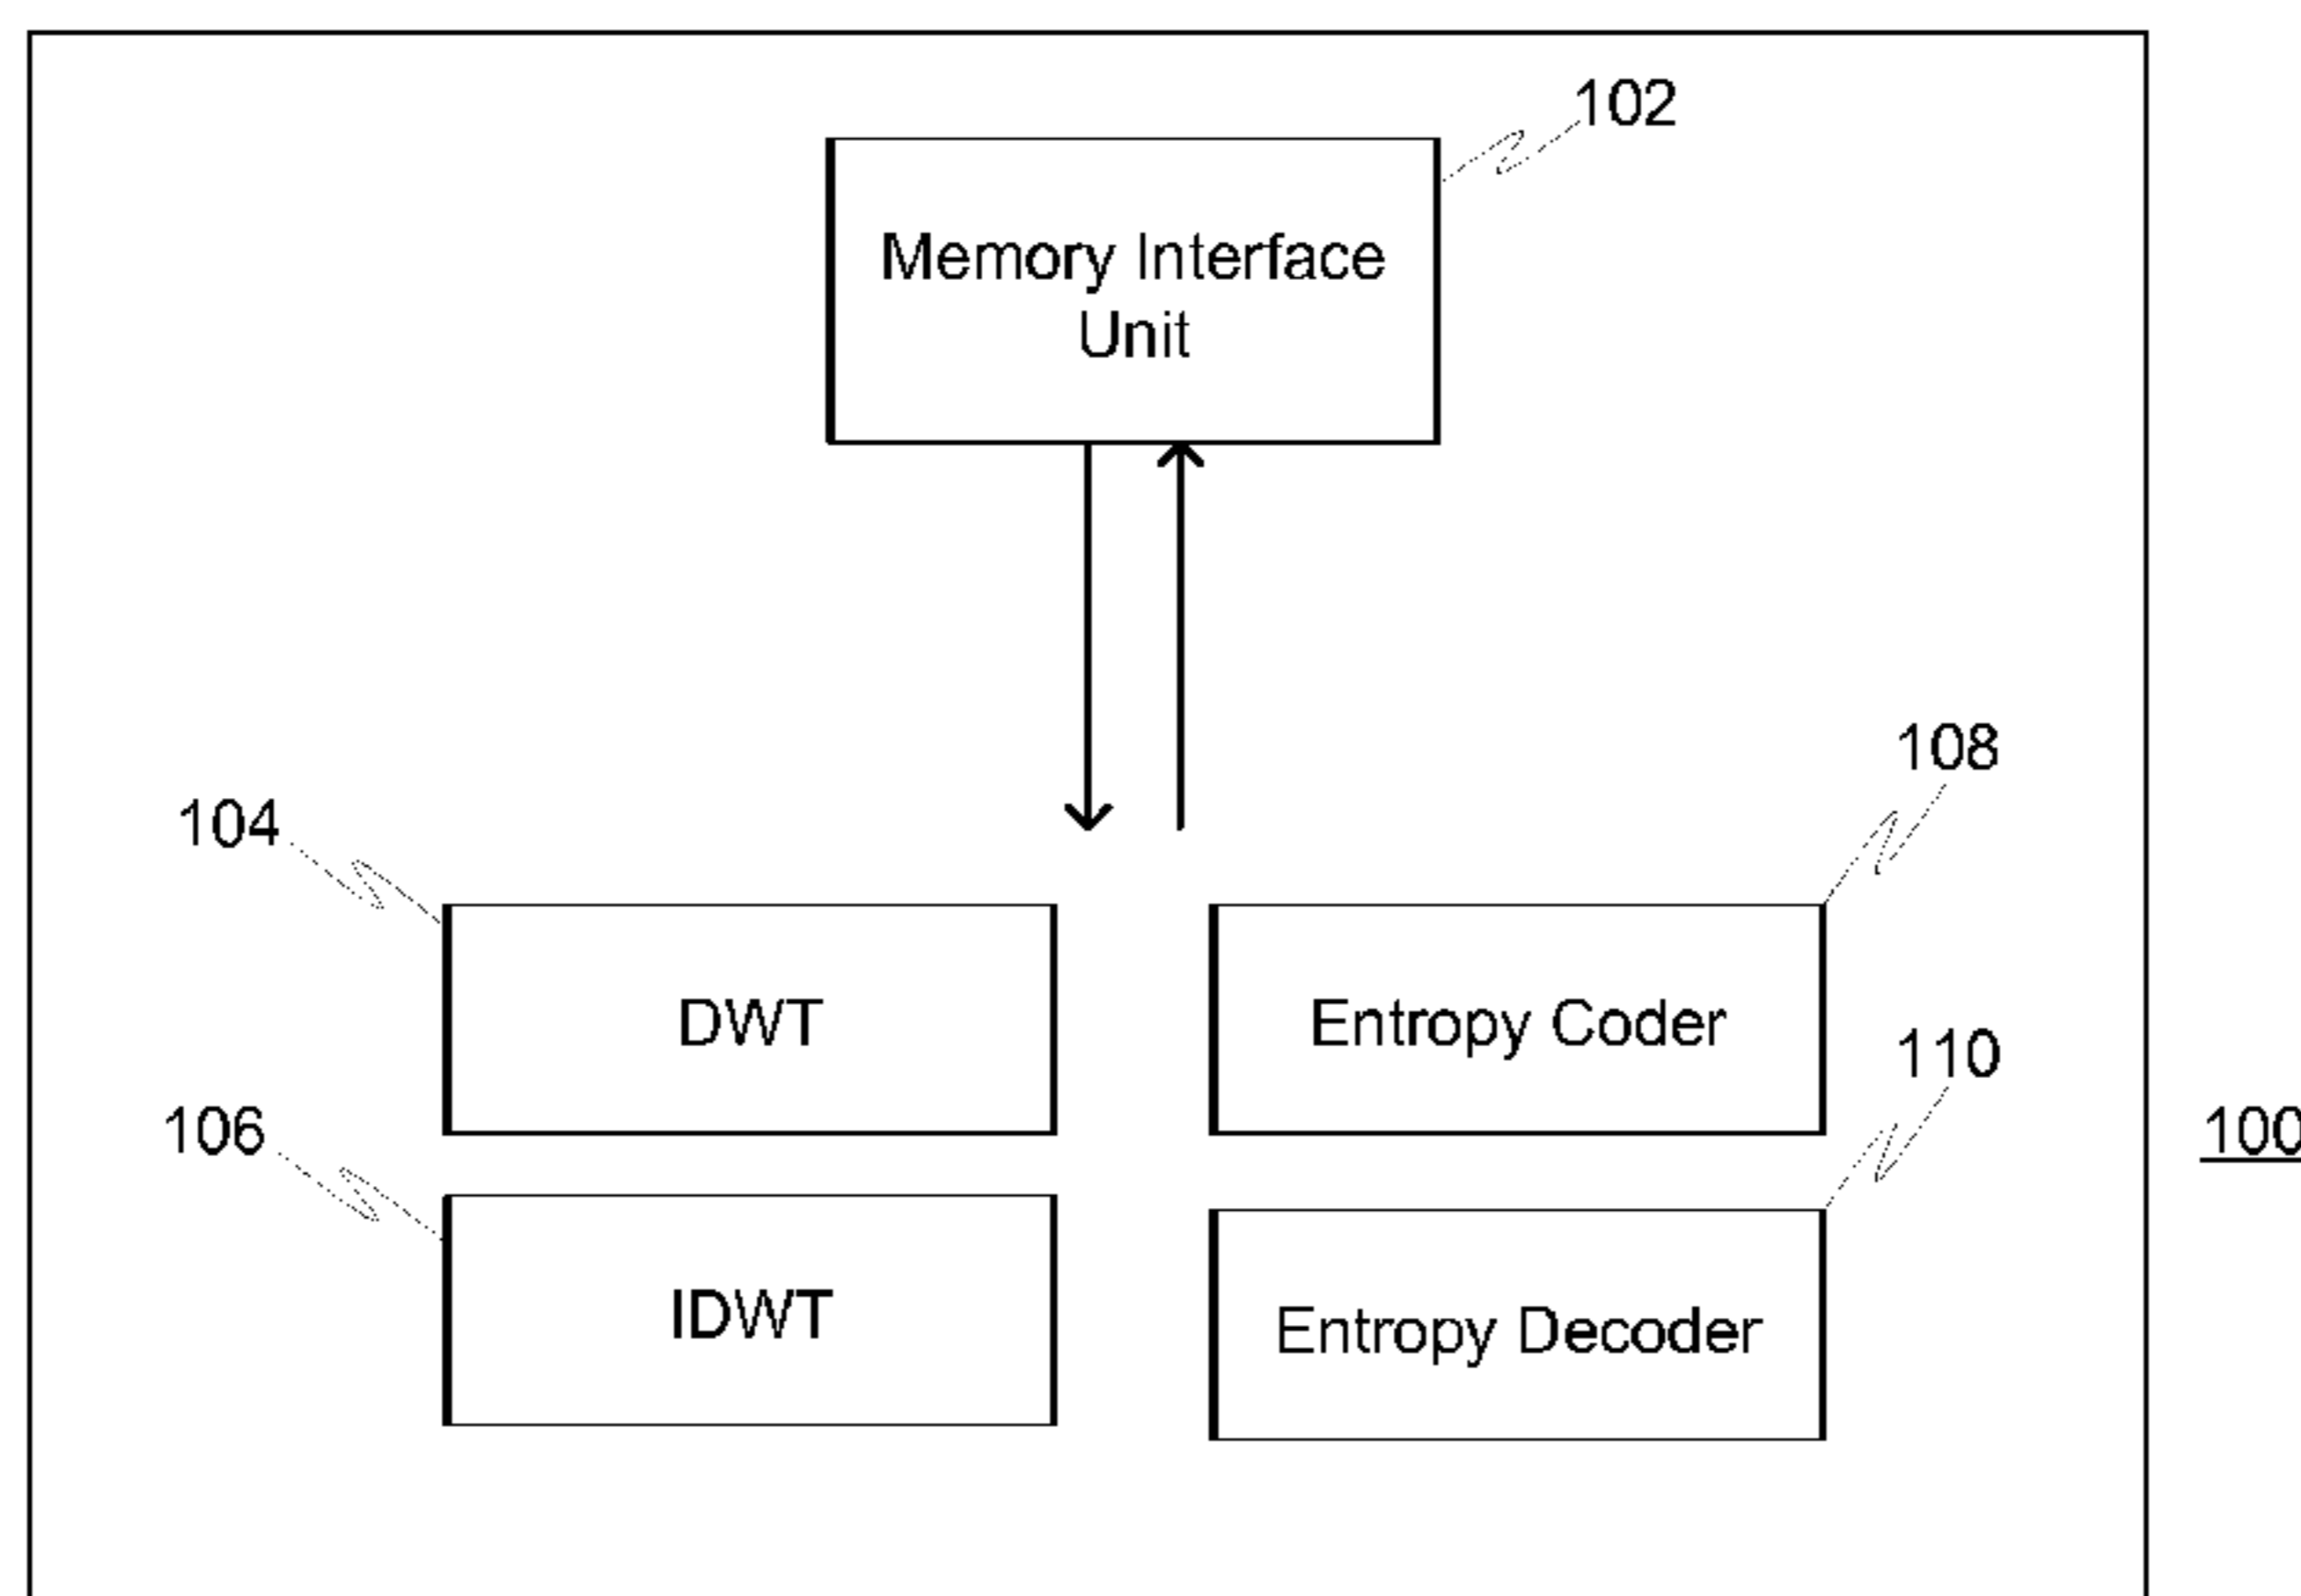 102
Memory Interface
Unit
108
104
DWT
Entropy Coder
110
106
100
IDWT
Entropy Decoder